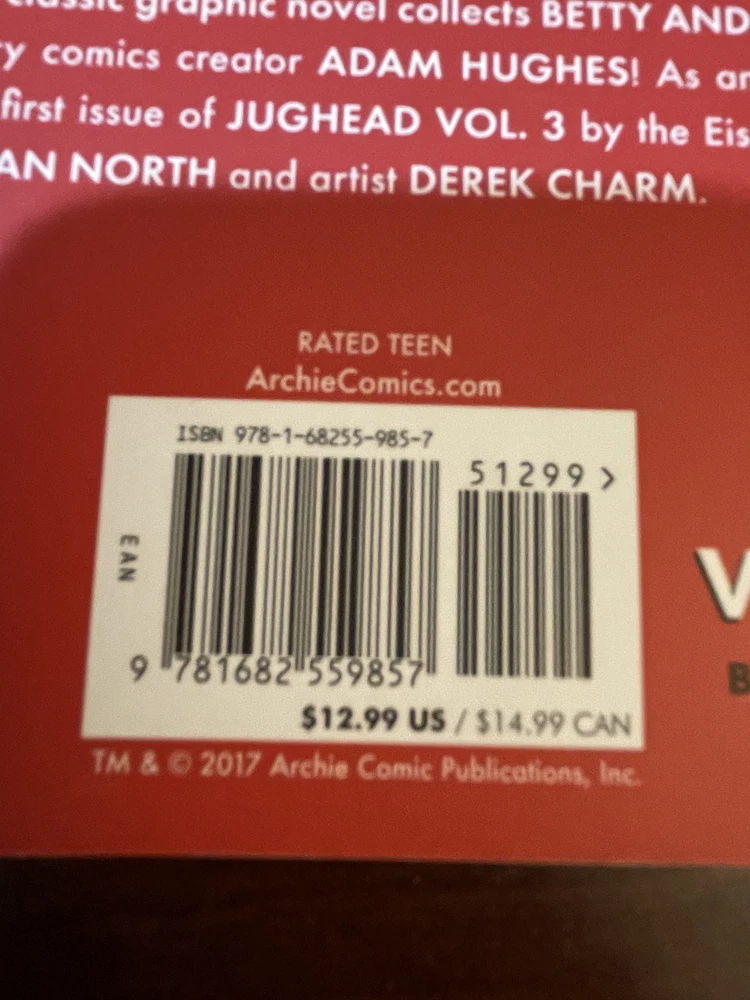 classic graphic novel collects BETTY AND
ry comics creator ADAM HUGHES! As an
first issue of JUGHEAD VOL. 3 by the Eis
AN NORTH and artist DEREK CHARM.
RATED TEEN
ArchieComics.com
ISBN 978-1-68255-985-7
51299 >
EAN
9 781682 559857
$12.99 US / $14.99 CAN
TM & © 2017 Archie Comic Publications, Inc.
V
B